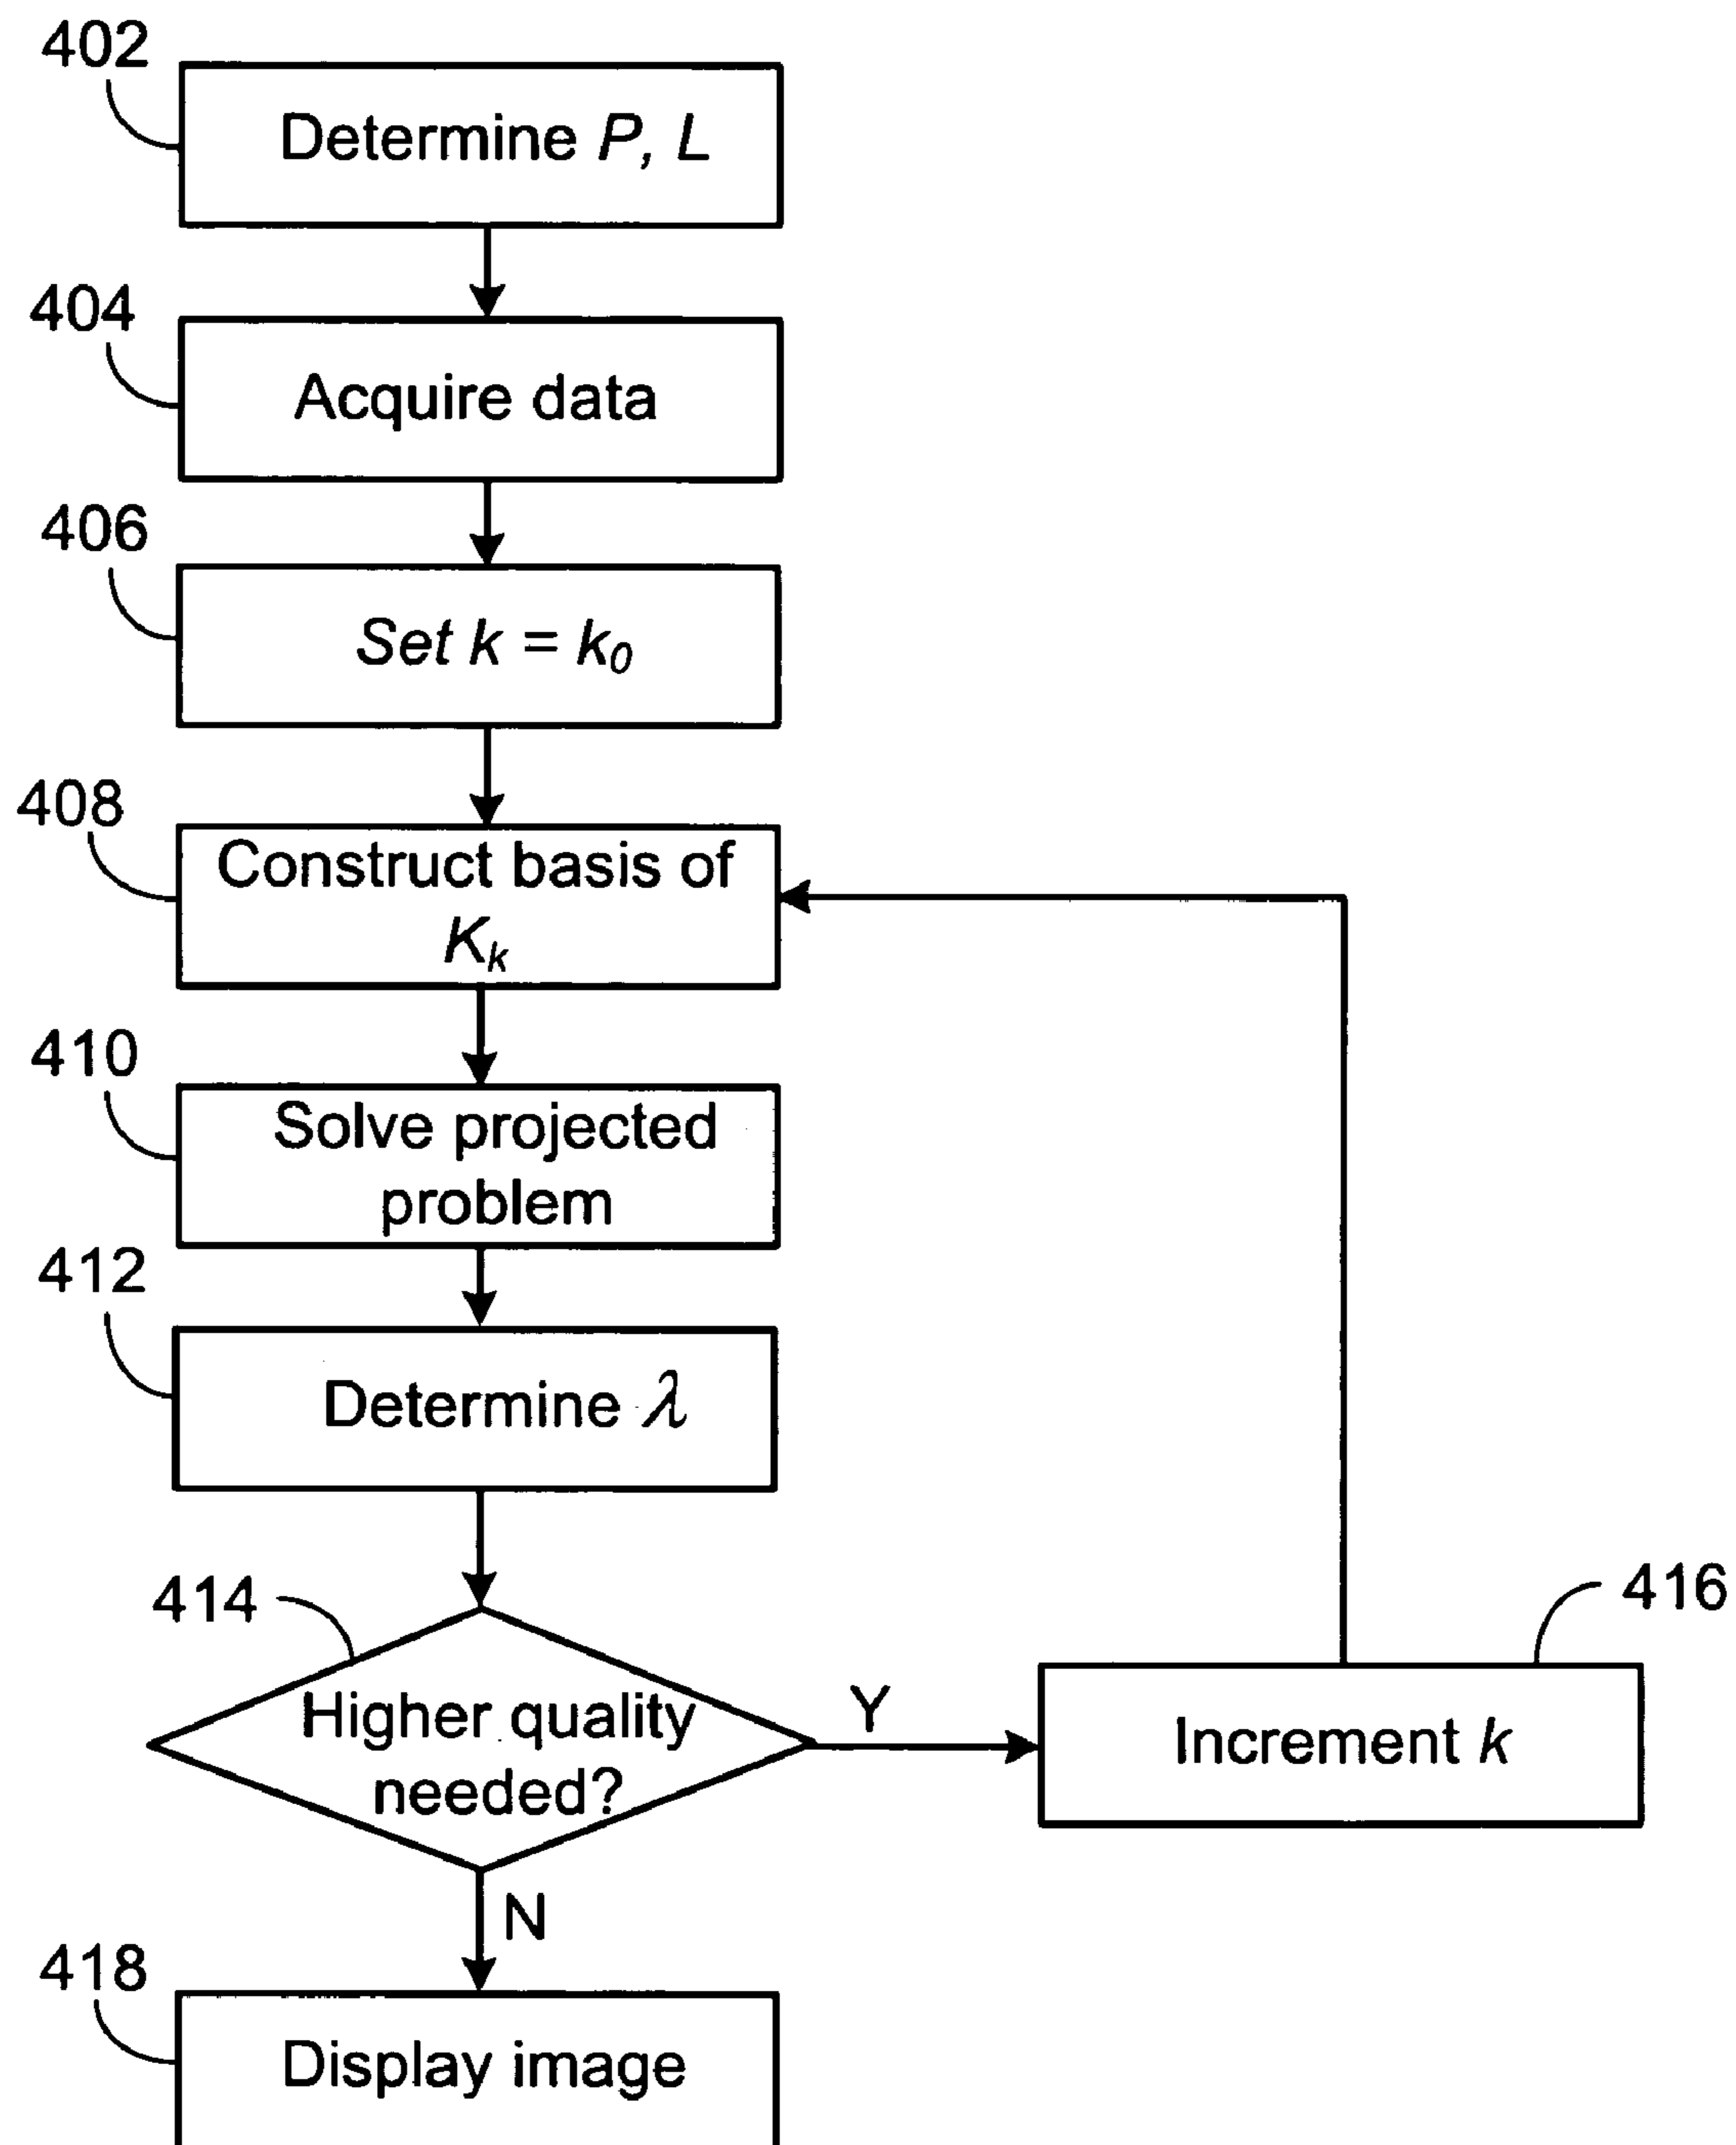 402
Determine P, L
404
Acquire data
406
Set k = k₀
408
Construct basis of
Kₖ
410
Solve projected
problem
412
Determine λ
414
Higher quality
needed?
Y
416
Increment k
N
418
Display image